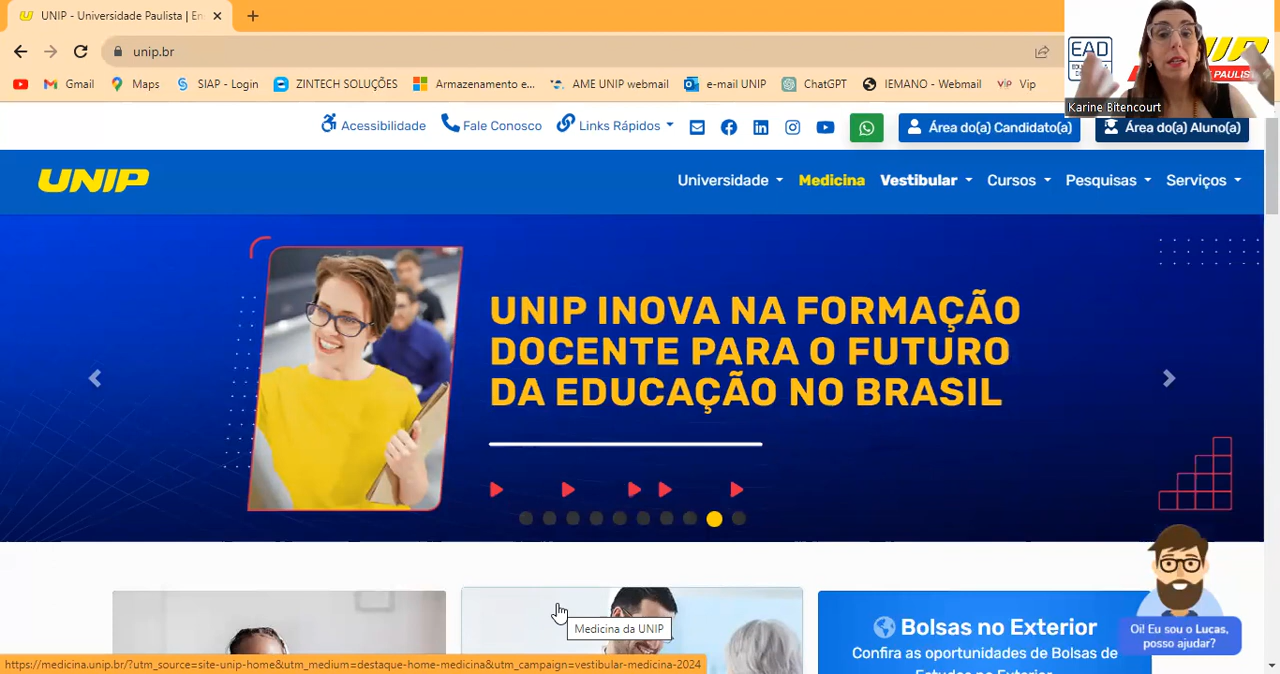 UNIP - Universidade Paulista | En
unip.br
Gmail
Maps
SIAP - Login
ZINTECH SOLUÇÕES
Armazenamento e...
AME UNIP webmail
e-mail UNIP
ChatGPT
IEMANO - Webmail
VIP Vip
EAD
Karine Bitencourt
Acessibilidade
Fale Conosco
Links Rápidos
Área do(a) Candidato(a)
Área do(a) Aluno(a)
UNIP
Universidade
Medicina
Vestibular
Cursos
Pesquisas
Serviços
UNIP INOVA NA FORMAÇÃO
DOCENTE PARA O FUTURO
DA EDUCAÇÃO NO BRASIL
Medicina da UNIP
Bolsas no Exterior
Confira as oportunidades de Bolsas de
Estudos no Exterior
Oi! Eu sou o Lucas,
posso ajudar?
https://medicina.unip.br/?utm_source=site-unip-home&utm_medium=destaque-home-medicina&utm_campaign=vestibular-medicina-2024